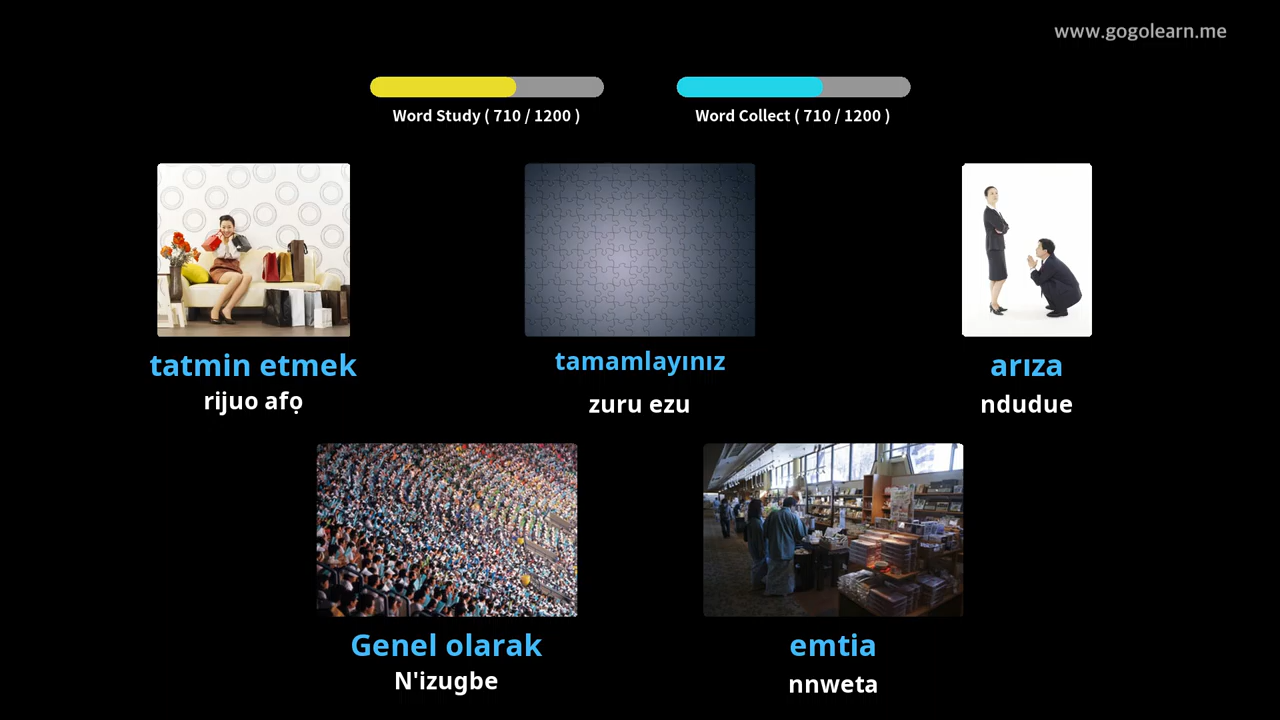 www.gogolearn.me
Word Study ( 710 / 1200 )
Word Collect ( 710 / 1200 )
tatmin etmek
rijuo afọ
tamamlayınız
zuru ezu
arıza
ndudue
Genel olarak
N'izugbe
emtia
nnweta